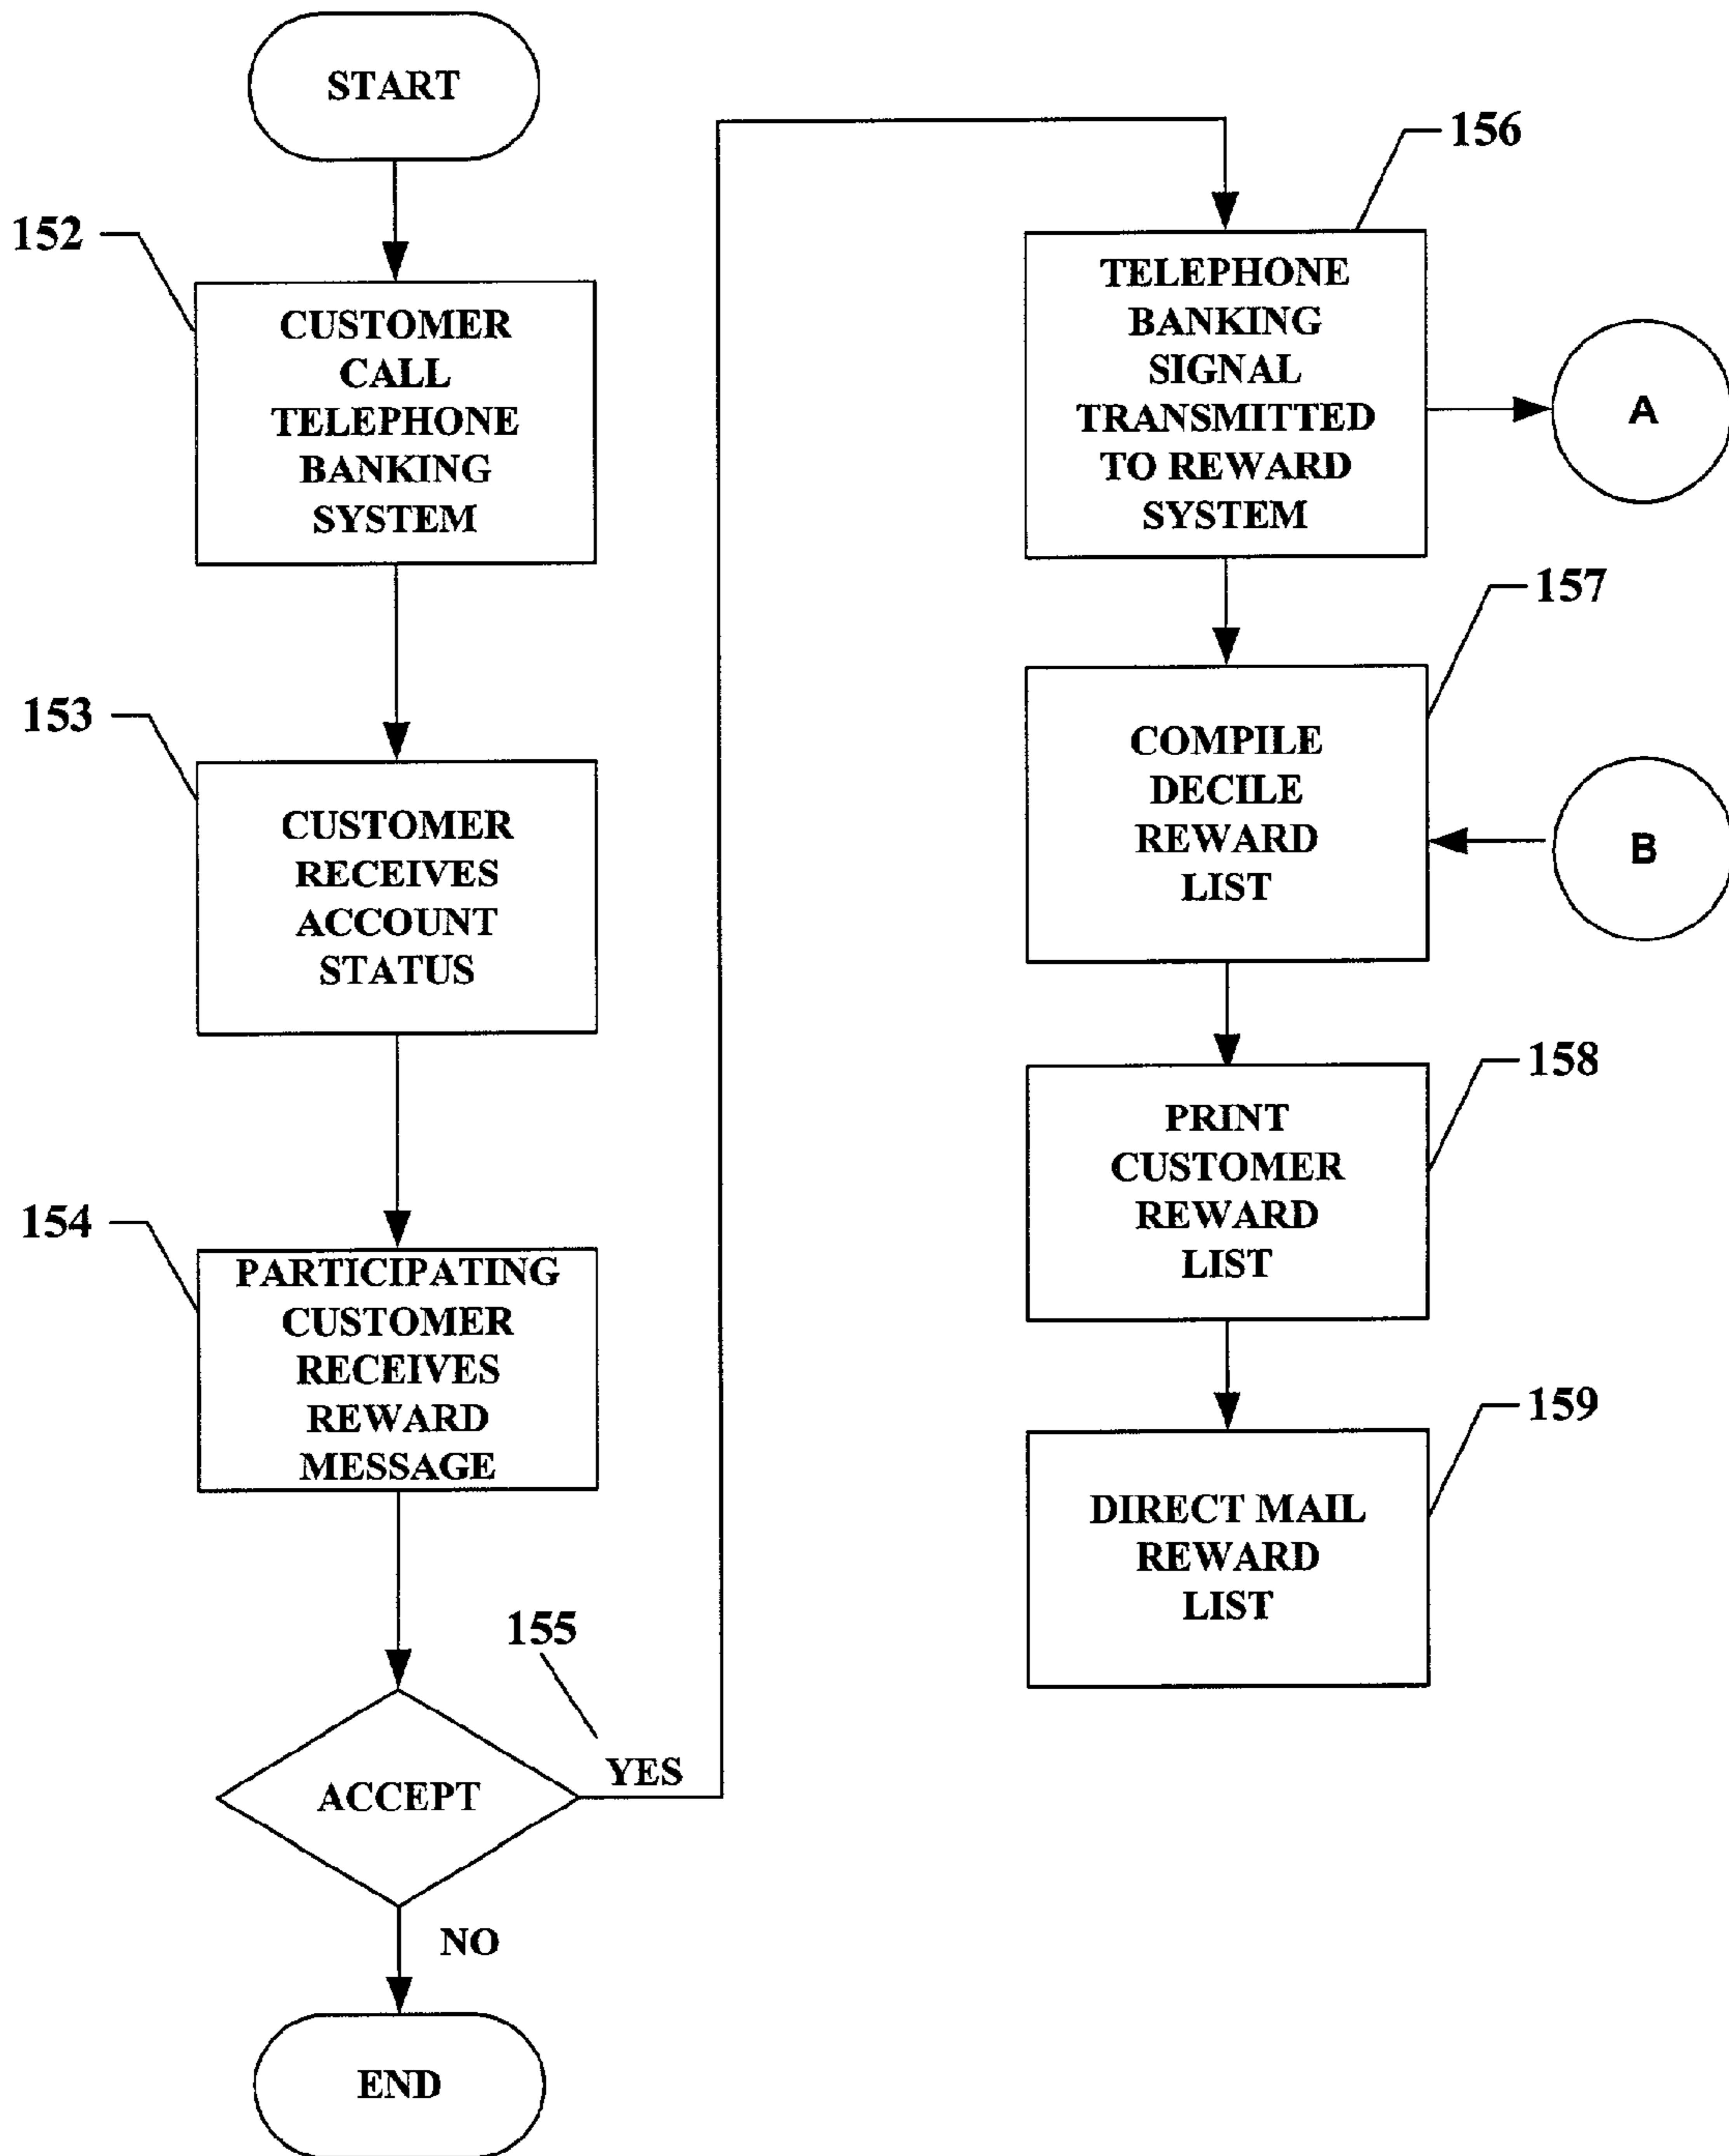 START
152
CUSTOMER
CALL
TELEPHONE
BANKING
SYSTEM
153
CUSTOMER
RECEIVES
ACCOUNT
STATUS
154
PARTICIPATING
CUSTOMER
RECEIVES
REWARD
MESSAGE
155
YES
ACCEPT
NO
END
156
TELEPHONE
BANKING
SIGNAL
TRANSMITTED
TO REWARD
SYSTEM
A
157
COMPILE
DECILE
REWARD
LIST
B
158
PRINT
CUSTOMER
REWARD
LIST
159
DIRECT MAIL
REWARD
LIST